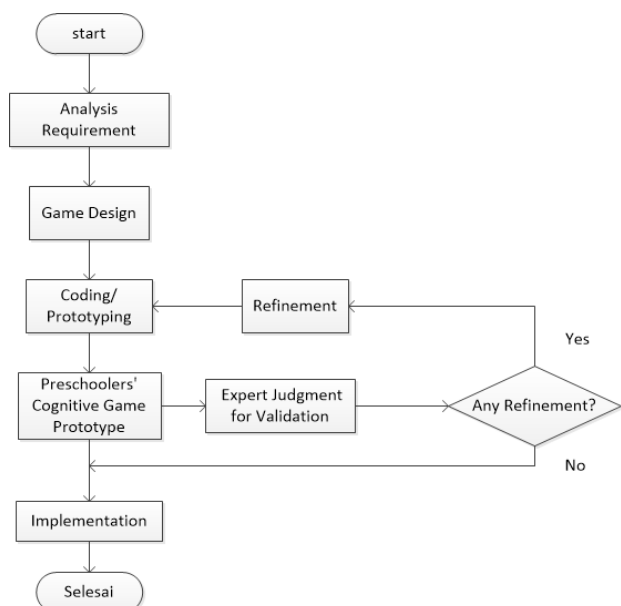 start
Analysis
Requirement
Game Design
Coding/
Prototyping
Refinement
Yes
Preschoolers'
Cognitive Game
Prototype
Expert Judgment
for Validation
Any Refinement?
No
Implementation
Selesai